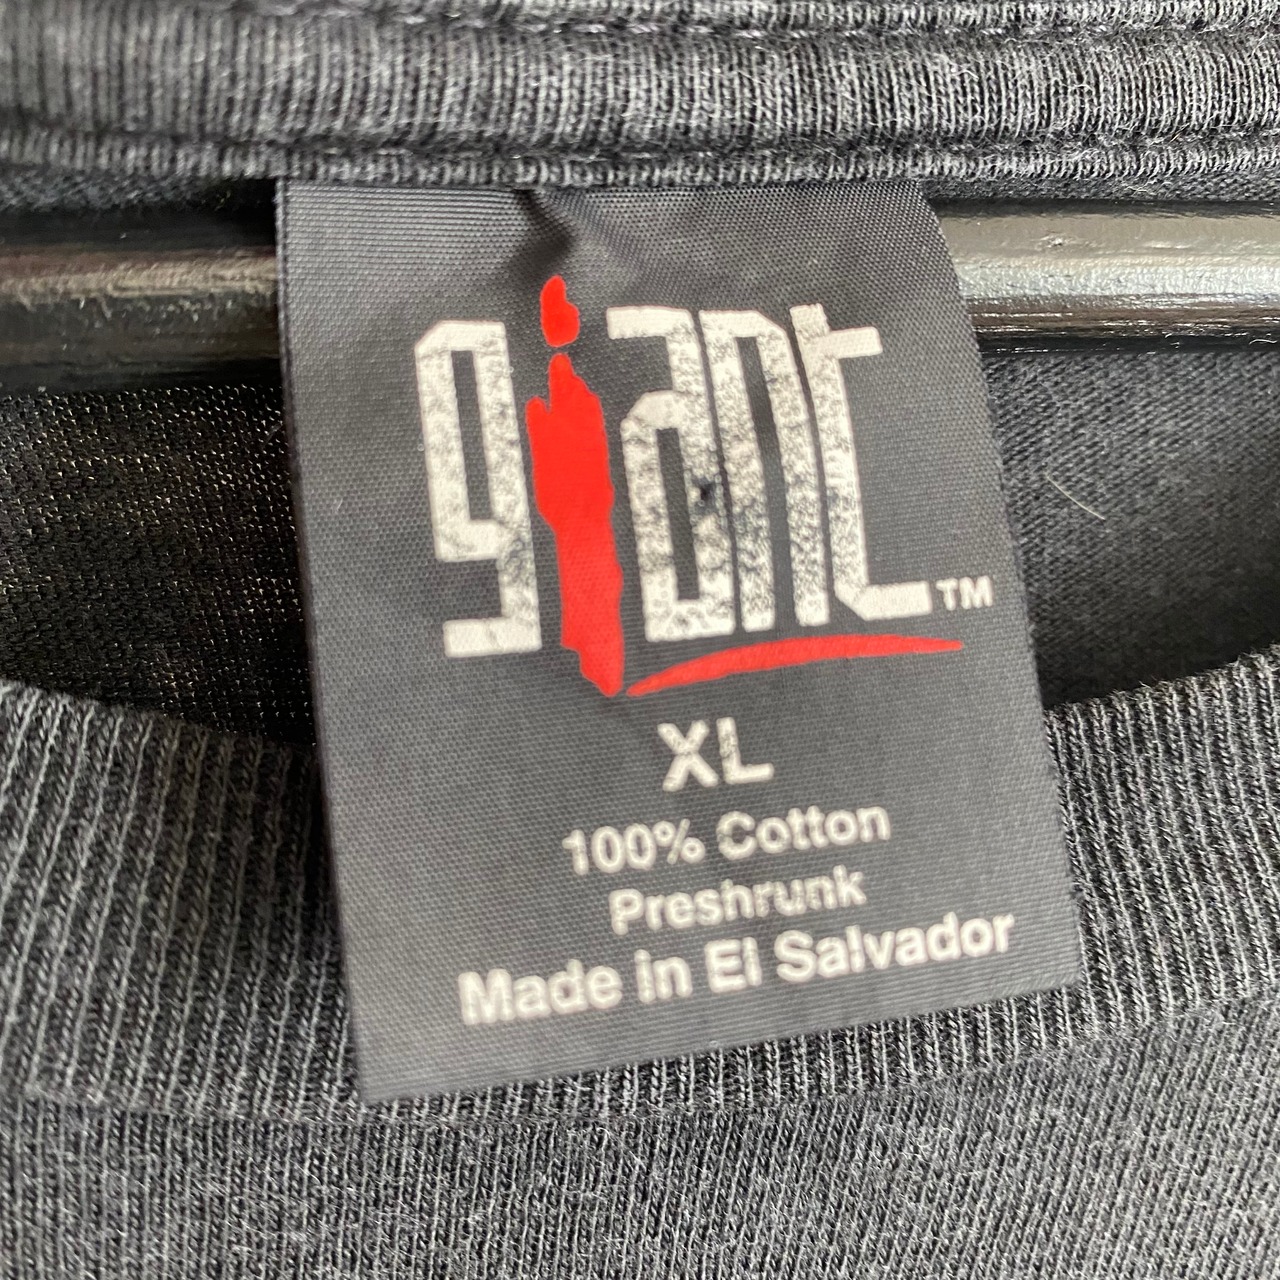 giant™
XL
100% Cotton
Preshrunk
Made in El Salvador